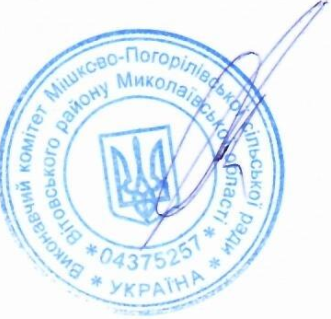 Виконавчий комітет Мішково-Погорілівської сільської ради
Вітовського району Миколаївської області
* 04375257 *
* УКРАЇНА *